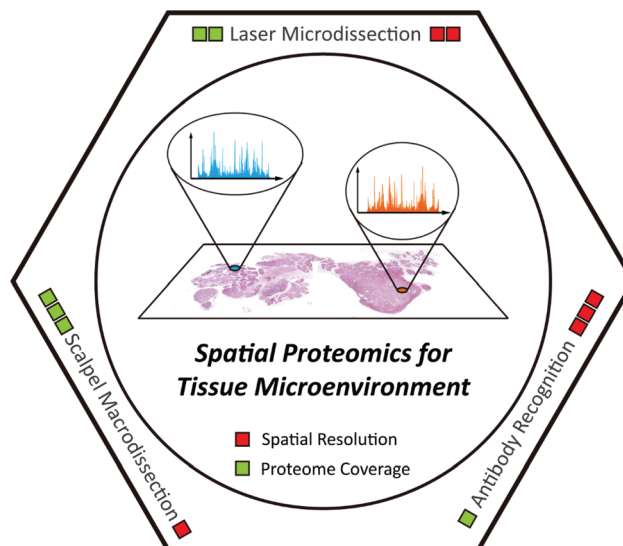 Laser Microdissection
Scalpel Macrodissection
Antibody Recognition
Spatial Proteomics for
Tissue Microenvironment
Spatial Resolution
Proteome Coverage